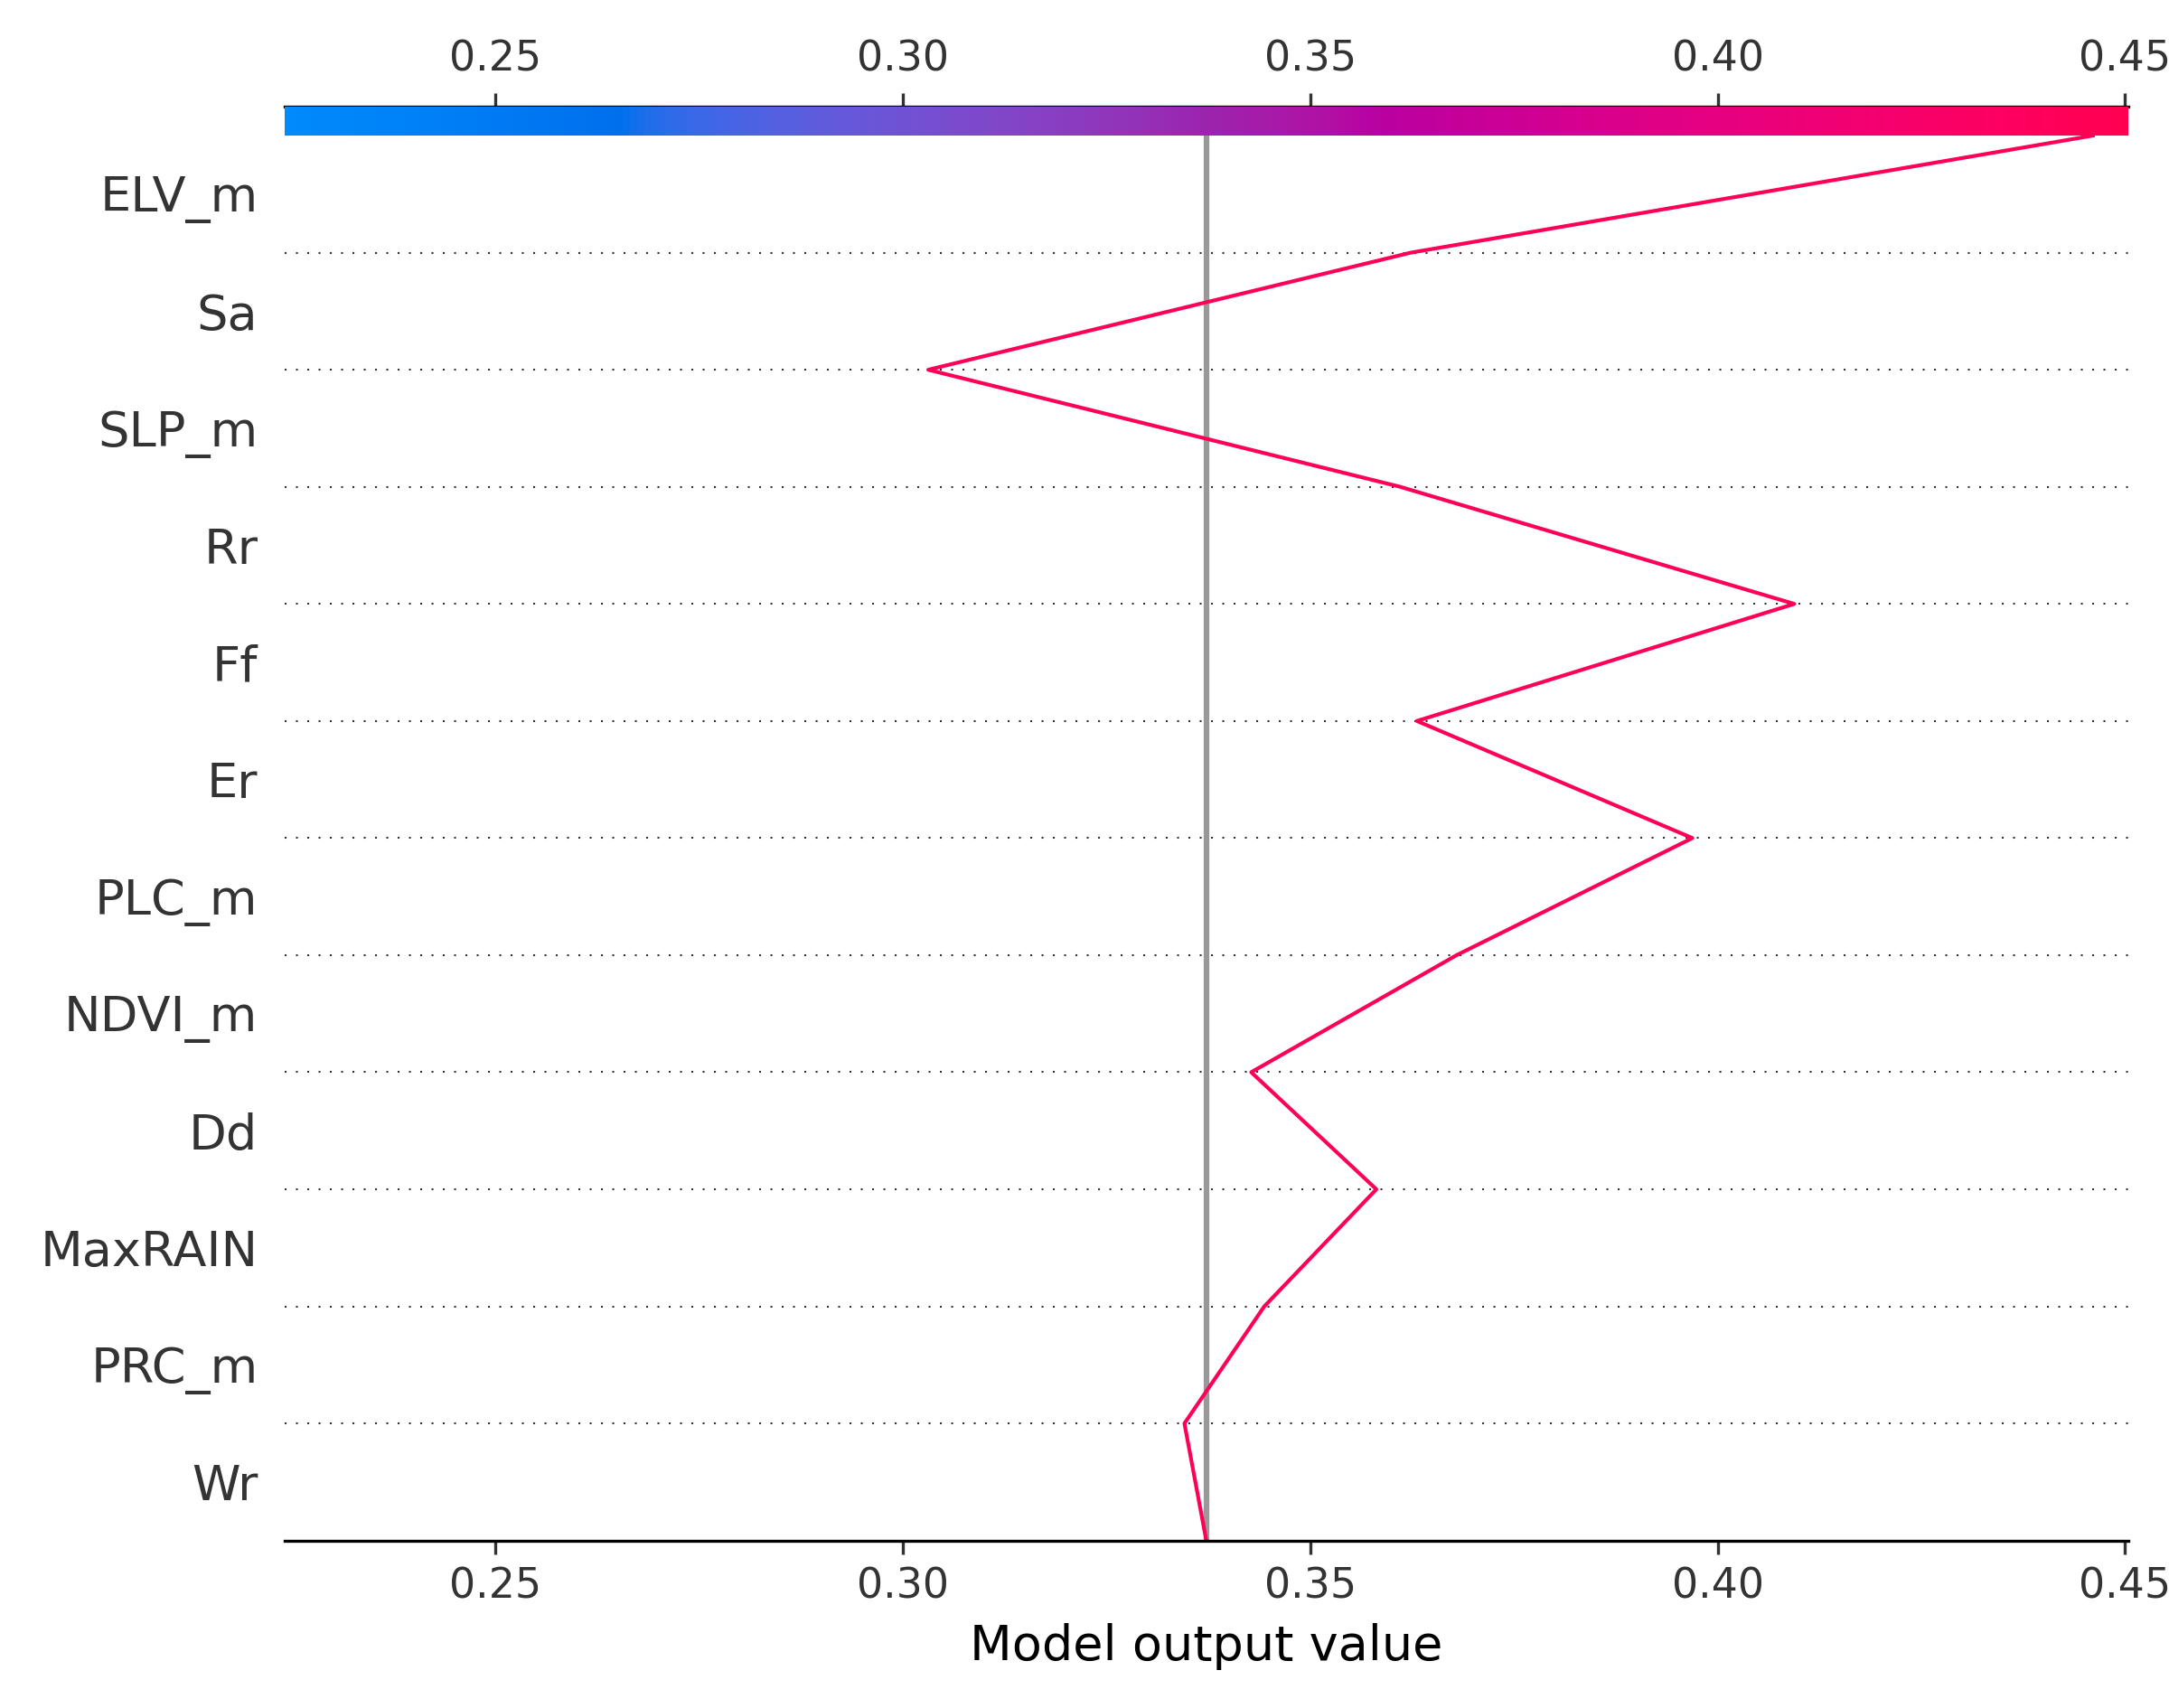 0.25 0.30 0.35 0.40 0.45
ELV_m
Sa
SLP_m
Rr
Ff
Er
PLC_m
NDVI_m
Dd
MaxRAIN
PRC_m
Wr
0.25 0.30 0.35 0.40 0.45
Model output value